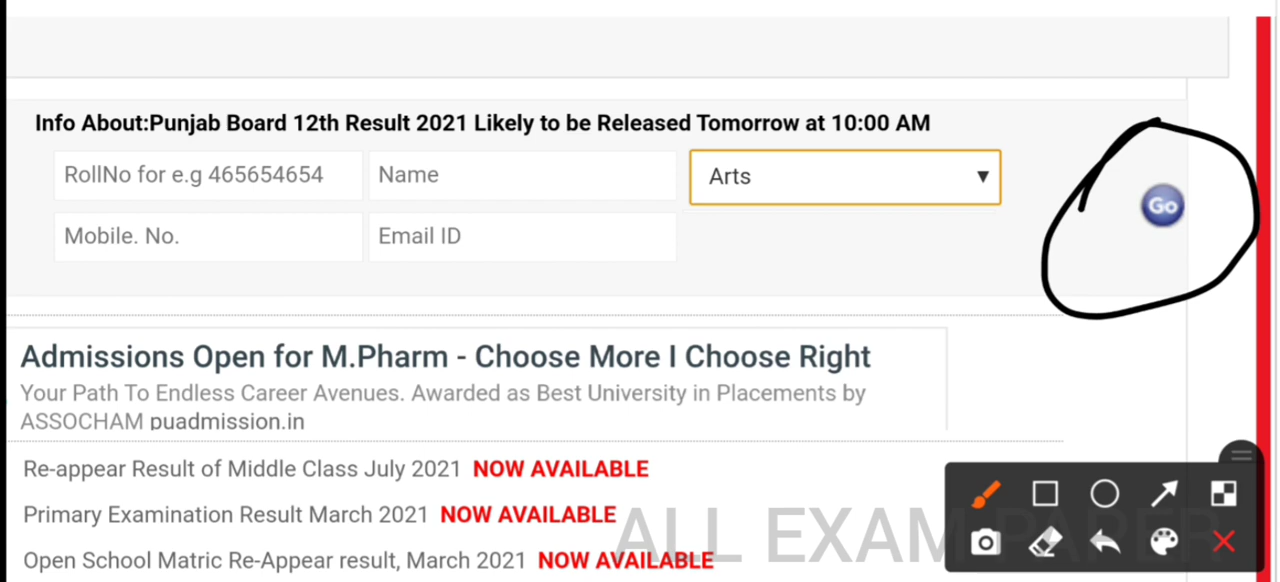 Info About:Punjab Board 12th Result 2021 Likely to be Released Tomorrow at 10:00 AM
RollNo for e.g 465654654 Name Arts
Go
Mobile. No. Email ID
Admissions Open for M.Pharm - Choose More I Choose Right
Your Path To Endless Career Avenues. Awarded as Best University in Placements by
ASSOCHAM puadmission.in
Re-appear Result of Middle Class July 2021 NOW AVAILABLE
Primary Examination Result March 2021 NOW AVAILABLE
Open School Matric Re-Appear result, March 2021 NOW AVAILABLE
ALL EXAM PAPER